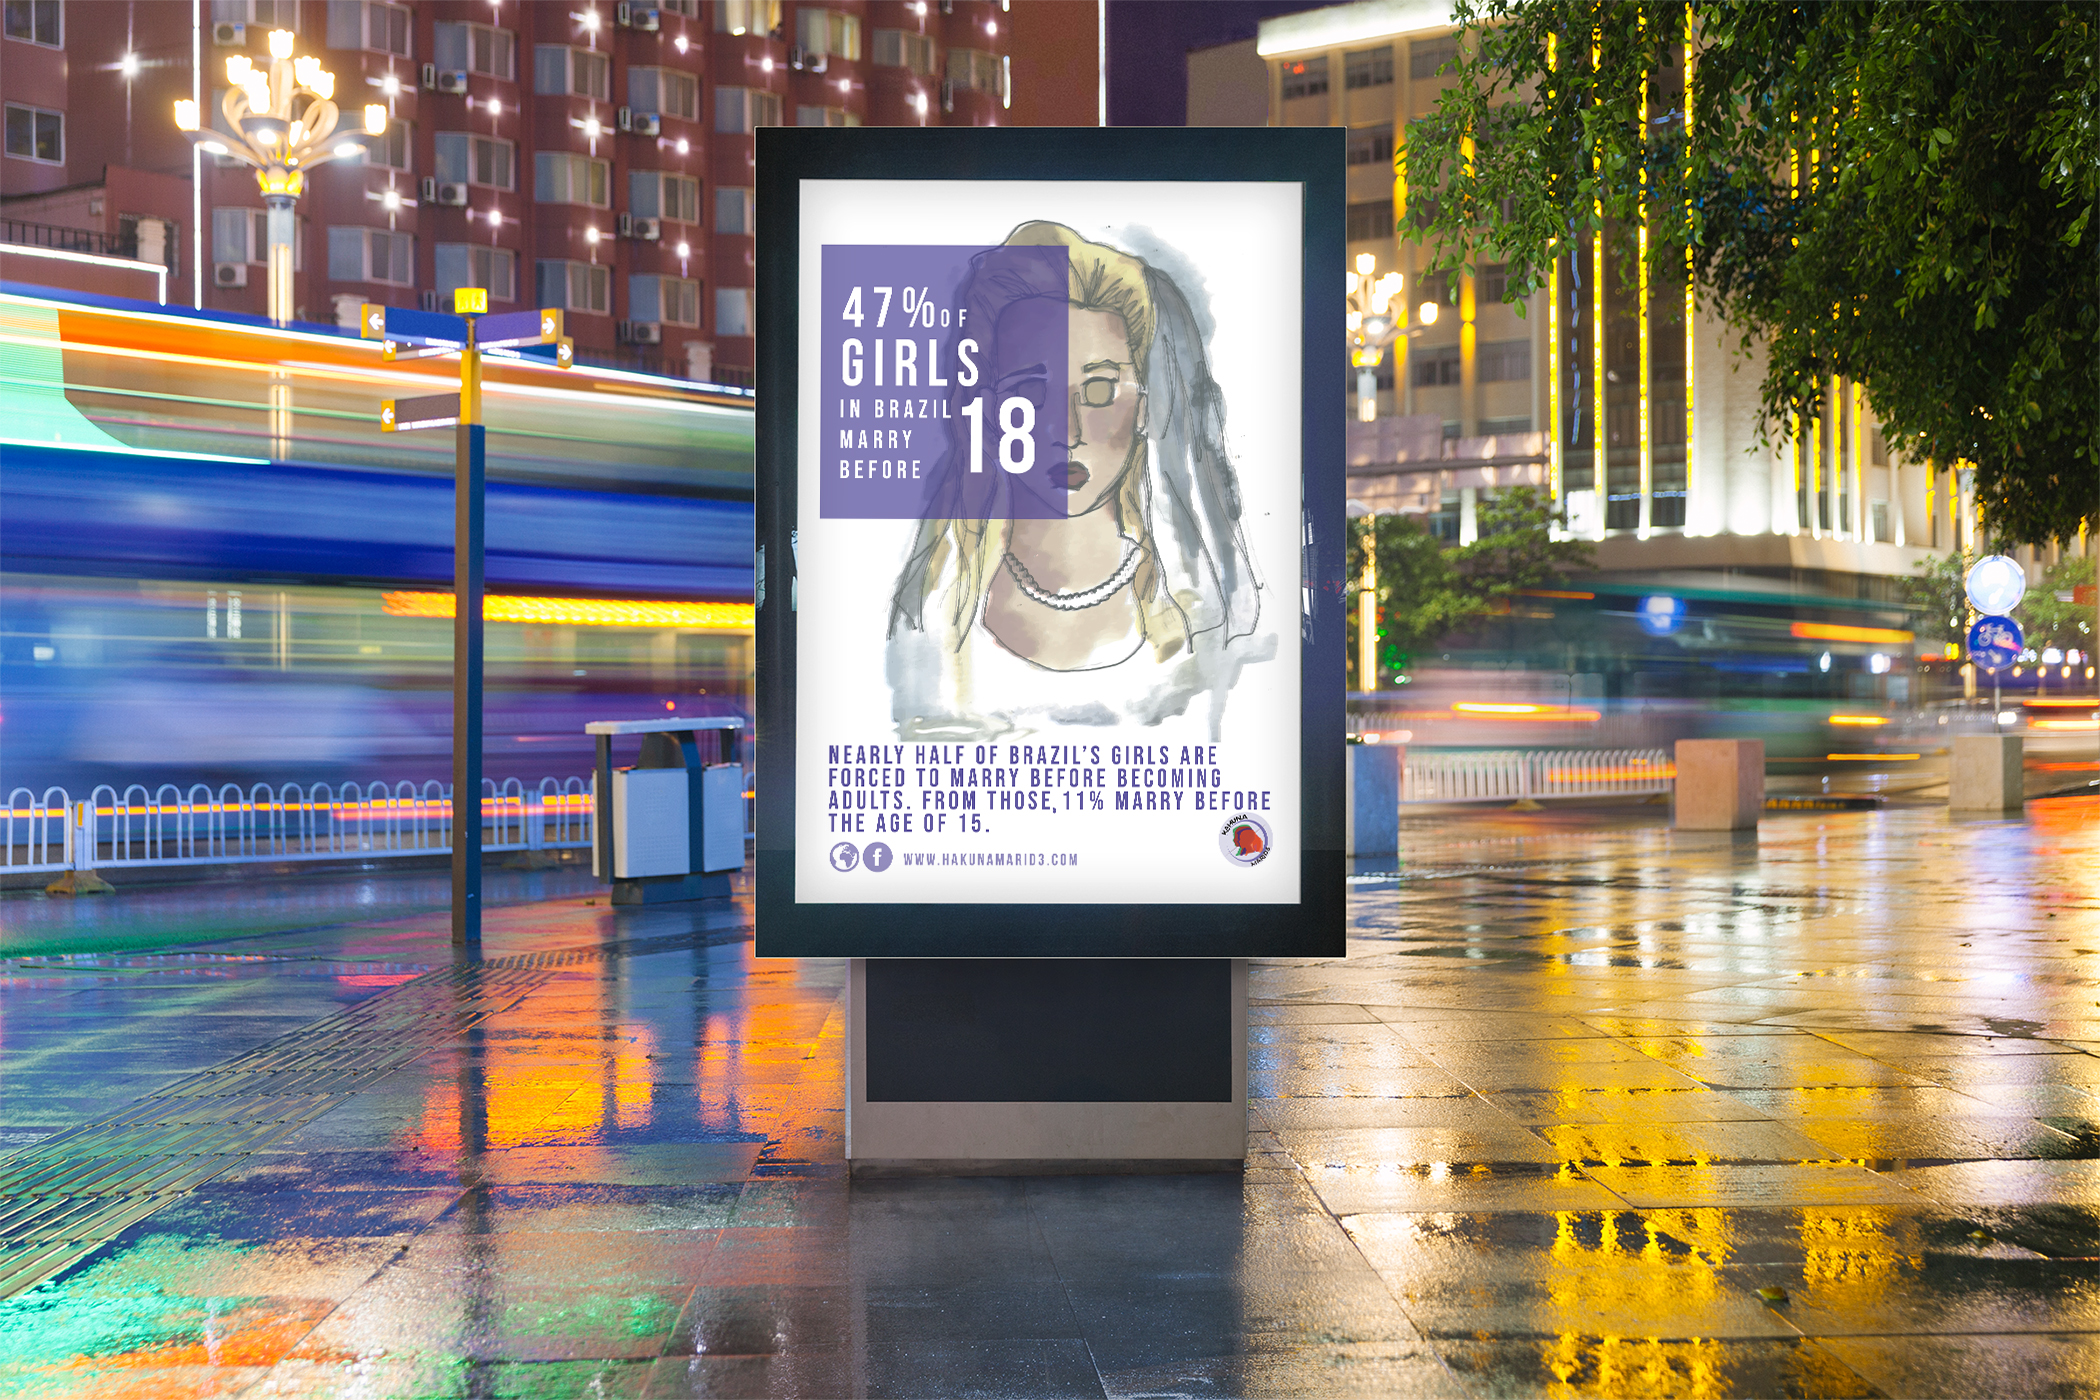 47% OF
GIRLS
IN BRAZIL
MARRY
BEFORE 18
NEARLY HALF OF BRAZIL'S GIRLS ARE
FORCED TO MARRY BEFORE BECOMING
ADULTS. FROM THOSE, 11% MARRY BEFORE
THE AGE OF 15.
f WWW.HAKUNAMARID3.COM